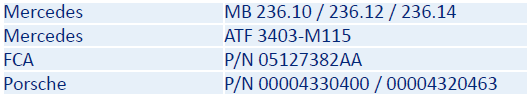 Mercedes MB 236.10 / 236.12 / 236.14
Mercedes ATF 3403-M115
FCA P/N 05127382AA
Porsche P/N 00004330400 / 00004320463